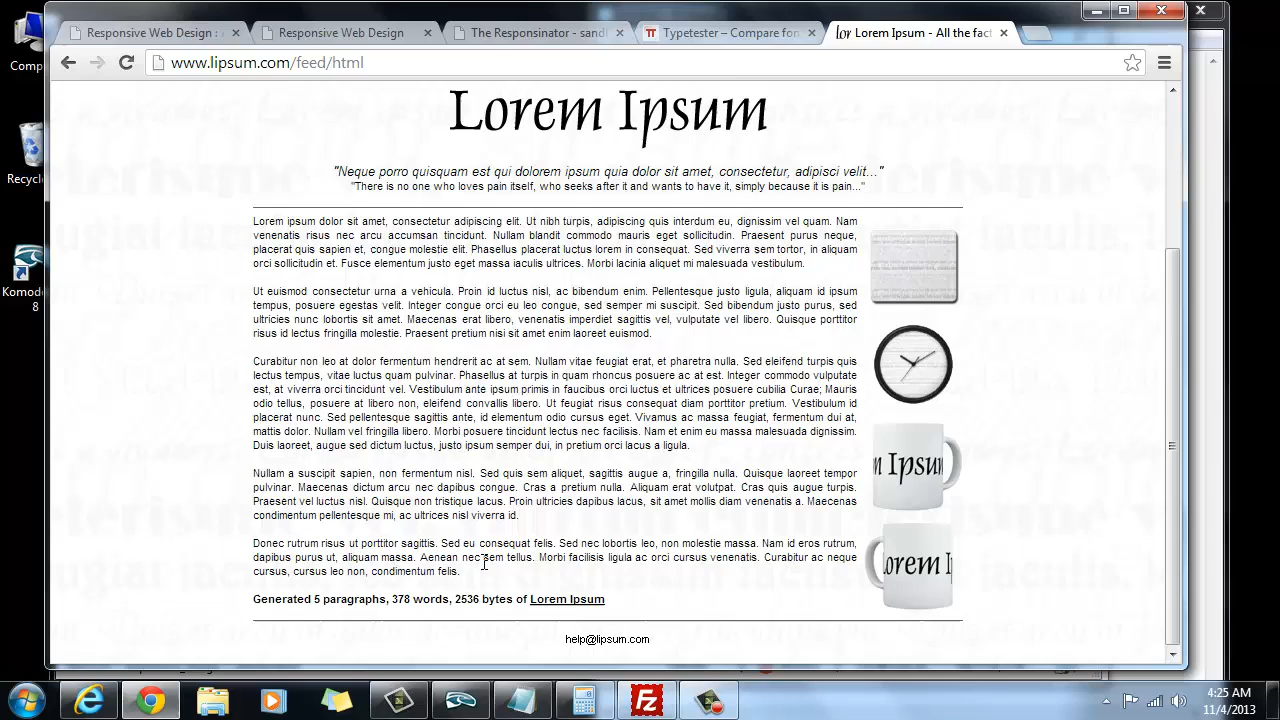 Comp
Recycl
Komod
8
Responsive Web Design : A
Responsive Web Design
The Responsinator - sandl
Typetester – Compare fon
Lorem Ipsum - All the fact
www.lipsum.com/feed/html
Lorem Ipsum
"Neque porro quisquam est qui dolorem ipsum quia dolor sit amet, consectetur, adipisci velit..."
"There is no one who loves pain itself, who seeks after it and wants to have it, simply because it is pain..."
Lorem ipsum dolor sit amet, consectetur adipiscing elit. Ut nibh turpis, adipiscing quis interdum eu, dignissim vel quam. Nam
venenatis risus nec arcu accumsan tincidunt. Nullam blandit commodo mauris eget sollicitudin. Praesent purus neque,
placerat quis sapien et, congue molestie elit. Phasellus placerat luctus lorem in consequat. Sed viverra sem tortor, in aliquam
orci sollicitudin et. Fusce elementum justo eget massa iaculis ultrices. Morbi lacinia aliquet mi malesuada vestibulum.
Ut euismod consectetur urna a vehicula. Proin id luctus nisl, ac bibendum enim. Pellentesque justo ligula, aliquam id ipsum
tempus, posuere egestas velit. Integer congue orci eu leo congue, sed semper mi suscipit. Sed bibendum justo purus, sed
ultricies nunc lobortis sit amet. Maecenas erat libero, venenatis imperdiet sagittis vel, vulputate vel libero. Quisque porttitor
risus id lectus fringilla molestie. Praesent pretium nisi sit amet enim laoreet euismod.
Curabitur non leo at dolor fermentum hendrerit ac at sem. Nullam vitae feugiat erat, et pharetra nulla. Sed eleifend turpis quis
lectus tempus, vitae luctus quam pulvinar. Phasellus at turpis in quam rhoncus posuere ac at est. Integer commodo vulputate
est, at viverra orci tincidunt vel. Vestibulum ante ipsum primis in faucibus orci luctus et ultrices posuere cubilia Curae; Mauris
odio tellus, posuere at libero non, eleifend convallis libero. Ut feugiat risus consequat diam porttitor pretium. Vestibulum id
placerat nunc. Sed pellentesque sagittis ante, id elementum odio cursus eget. Vivamus ac massa feugiat, fermentum dui at,
mattis dolor. Nullam vel fringilla libero. Morbi posuere tincidunt lectus nec facilisis. Nam et enim eu massa malesuada dignissim.
Duis laoreet, augue sed dictum luctus, justo ipsum semper dui, in pretium orci lacus a ligula.
Nullam a suscipit sapien, non fermentum nisl. Sed quis sem aliquet, sagittis augue a, fringilla nulla. Quisque laoreet tempor
pulvinar. Maecenas dictum arcu nec dapibus congue. Cras a pretium nulla. Aliquam erat volutpat. Cras quis augue turpis.
Praesent vel luctus nisl. Quisque non tristique lacus. Proin ultricies dapibus lacus, sit amet mollis diam venenatis a. Maecenas
condimentum pellentesque mi, ac ultrices nisl viverra id.
m Ipsum
Donec rutrum risus ut porttitor sagittis. Sed eu consequat felis. Sed nec lobortis leo, non molestie massa. Nam id eros rutrum,
dapibus purus ut, aliquam massa. Aenean nec sem tellus. Morbi facilisis ligula ac orci cursus venenatis. Curabitur ac neque
cursus, cursus leo non, condimentum felis.
Lorem I
Generated 5 paragraphs, 378 words, 2536 bytes of Lorem Ipsum
help@lipsum.com
4:25 AM
11/4/2013